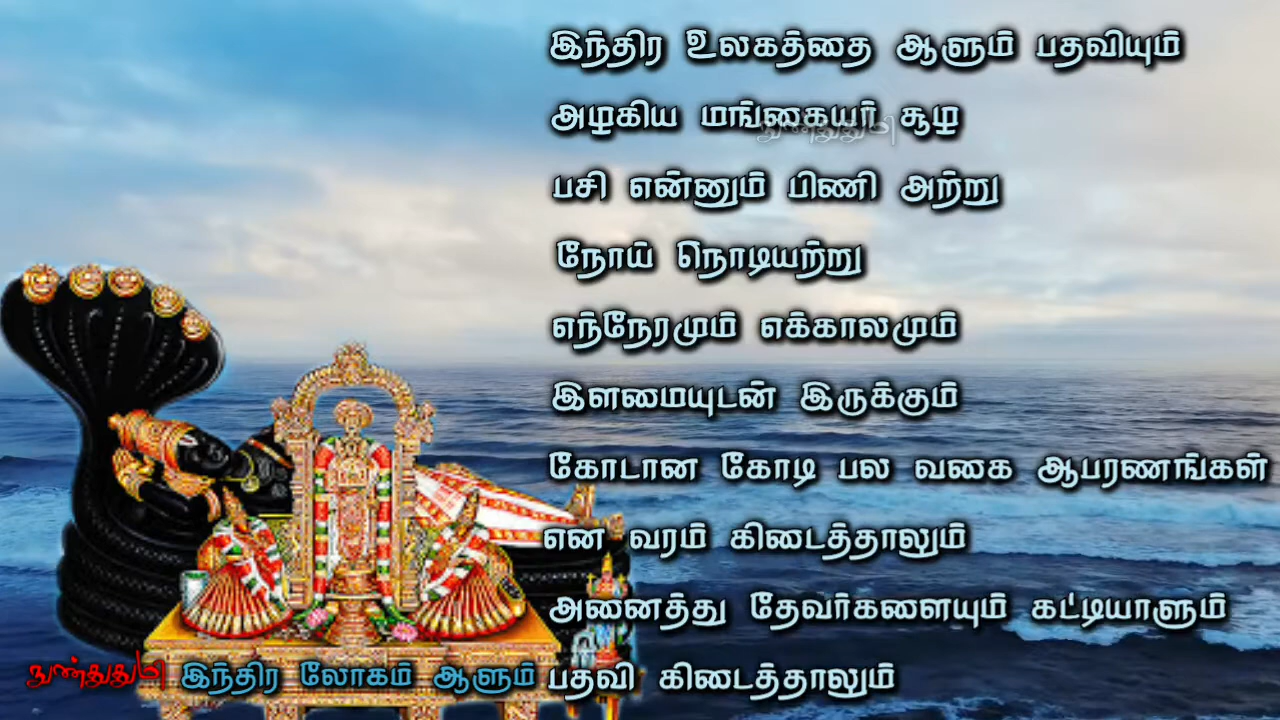 இந்திர உலகத்தை ஆளும் பதவியும்
அழகிய மங்கையர் சூழ
பசி என்னும் பிணி அற்று
நோய் நொடியற்று
எந்நேரமும் எக்காலமும்
இளமையுடன் இருக்கும்
கோடான கோடி பல வகை ஆபரணங்கள்
என வரம் கிடைத்தாலும்
அனைத்து தேவர்களையும் கட்டியாளும்
இந்திர லோகம் ஆளும் பதவி கிடைத்தாலும்